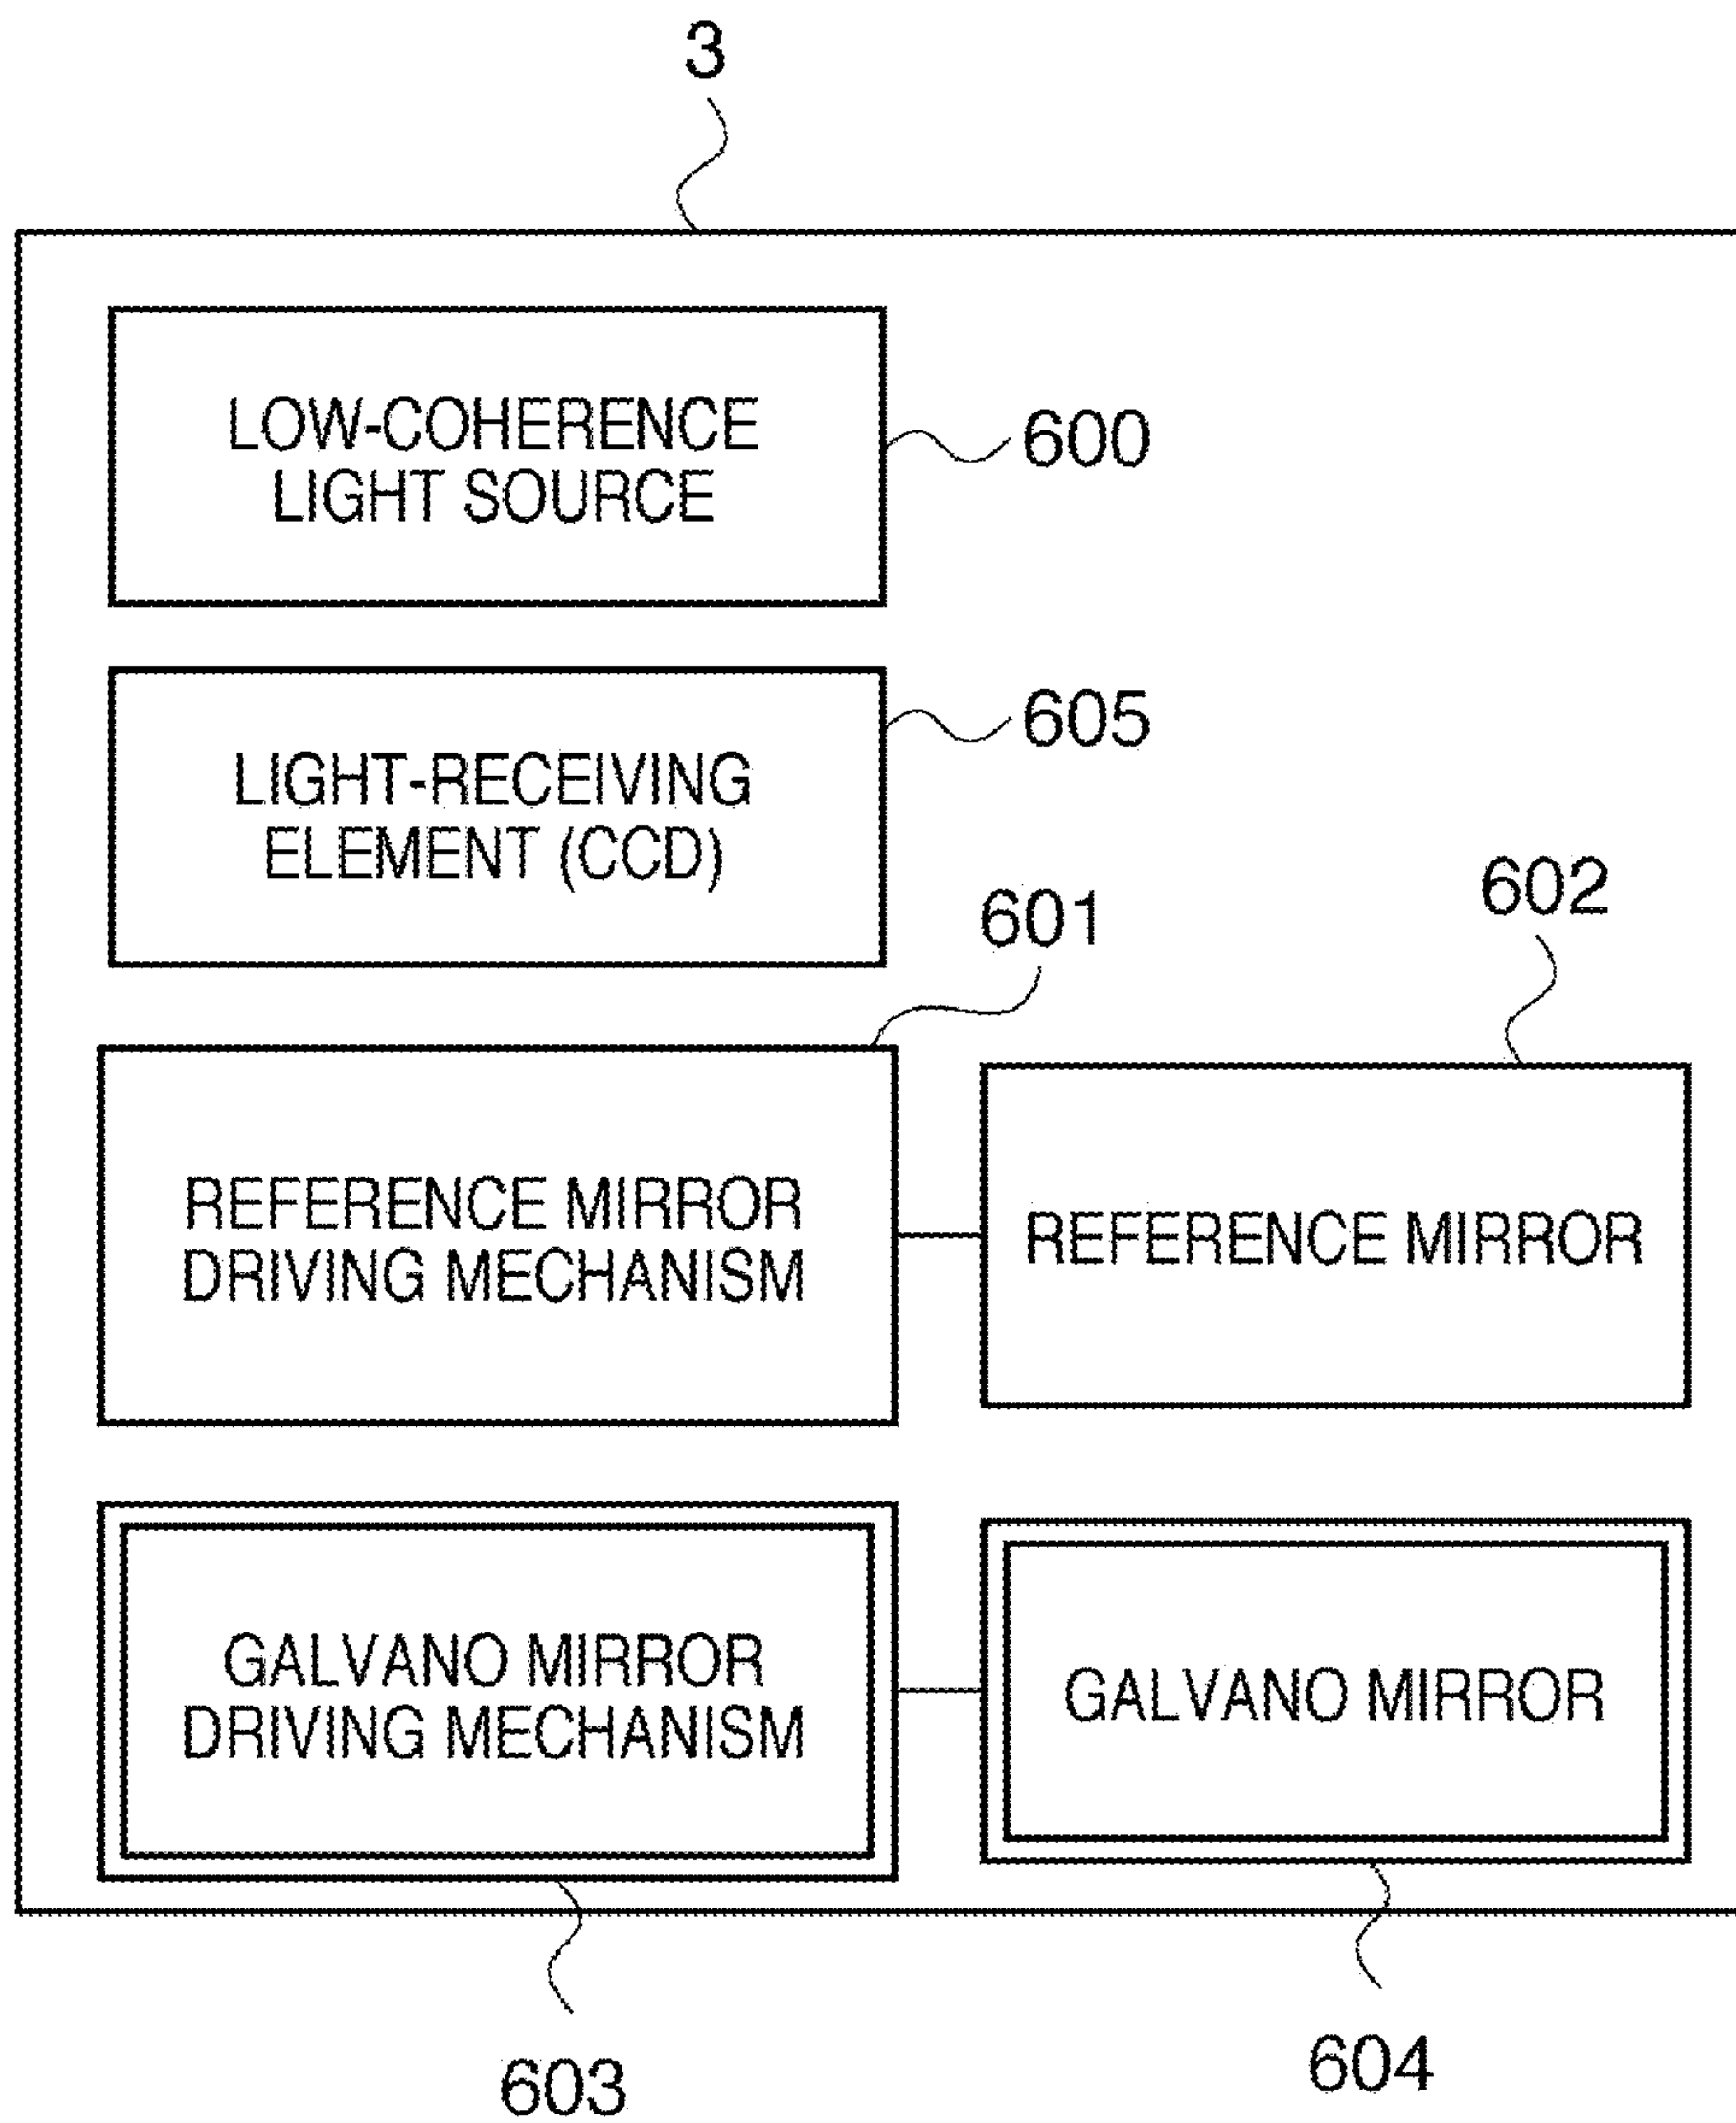 3
LOW-COHERENCE
LIGHT SOURCE
600
LIGHT-RECEIVING
ELEMENT (CCD)
605
601
602
REFERENCE MIRROR
DRIVING MECHANISM
REFERENCE MIRROR
GALVANO MIRROR
DRIVING MECHANISM
GALVANO MIRROR
603
604